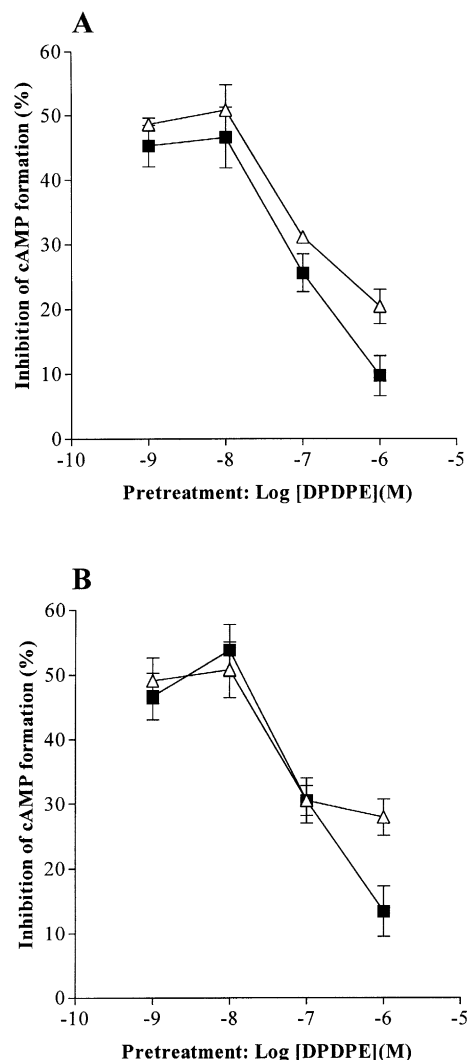 A
Inhibition of cAMP formation (%)
60
50
40
30
20
10
0
-10 -9 -8 -7 -6 -5
Pretreatment: Log [DPDPE](M)
B
Inhibition of cAMP formation (%)
60
50
40
30
20
10
0
-10 -9 -8 -7 -6 -5
Pretreatment: Log [DPDPE](M)